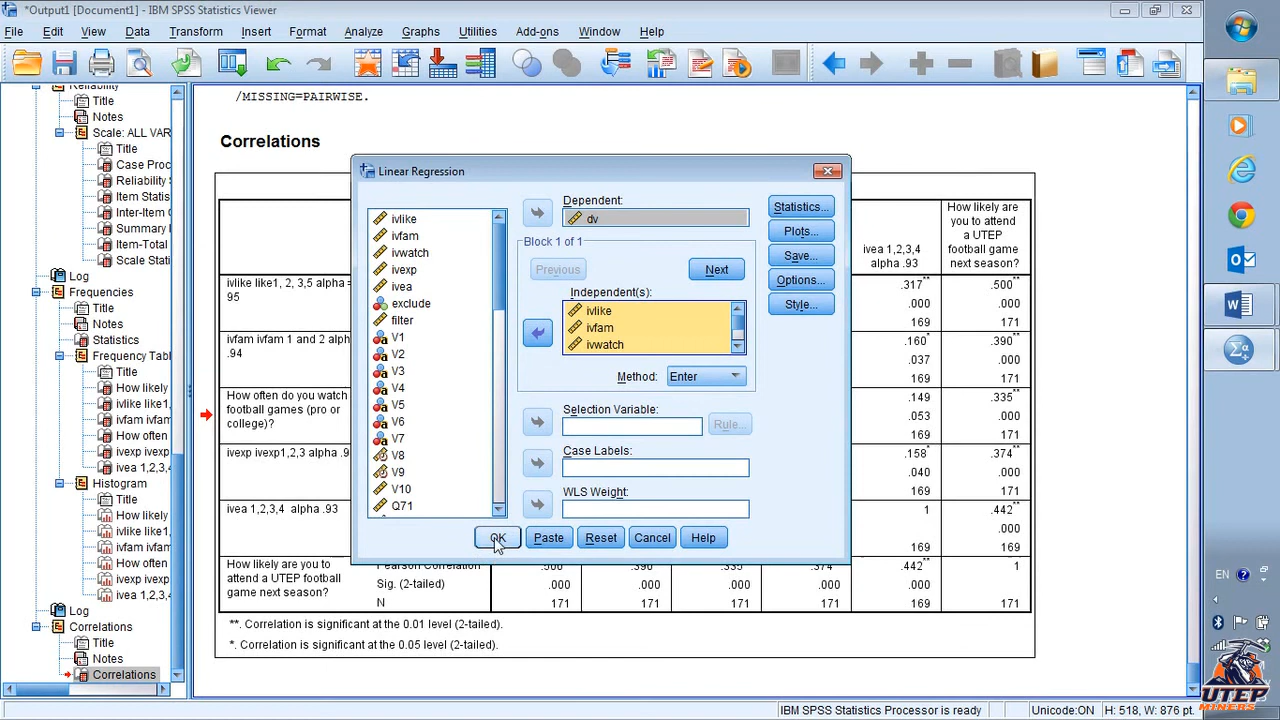 *Output1 [Document1] - IBM SPSS Statistics Viewer
File Edit View Data Transform Insert Format Analyze Graphs Utilities Add-ons Window Help
Reliability
Title
Notes
Scale: ALL VAR
Title
Case Proc
Reliability S
Item Statis
Inter-Item C
Summary I
Item-Total
Scale Stati
Log
Frequencies
Title
Notes
Statistics
Frequency Tab
Title
How likely
ivlike like1,
ivfam ivfam
How often
ivexp ivexp
ivea 1,2,3,4
Histogram
Title
How likely
ivlike like1,
ivfam ivfam
How often
ivexp ivexp
ivea 1,2,3,4
Log
Correlations
Title
Notes
Correlations
/MISSING=PAIRWISE.
Correlations
ivea 1,2,3,4
alpha .93
How likely are
you to attend
a UTEP
football game
next season?
ivlike like1, 2, 3,5 alpha =
95
.317** .500**
.000 .000
169 171
ivfam ivfam 1 and 2 alph
.94
.160* .390**
.037 .000
169 171
How often do you watch
football games (pro or
college)?
.149 .335**
.053 .000
169 171
ivexp ivexp1,2,3 alpha .9
.158* .374**
.040 .000
169 171
ivea 1,2,3,4 alpha .93
1 .442**
.000
169 169
How likely are you to
attend a UTEP football
game next season?
Pearson Correlation .500 .390 .335 .374 .442** 1
Sig. (2-tailed) .000 .000 .000 .000 .000
N 171 171 171 171 169 171
**. Correlation is significant at the 0.01 level (2-tailed).
*. Correlation is significant at the 0.05 level (2-tailed).
Linear Regression
ivlike
ivfam
ivwatch
ivexp
ivea
exclude
filter
V1
V2
V3
V4
V5
V6
V7
V8
V9
V10
Q71
Dependent:
dv
Block 1 of 1
Previous Next
Independent(s):
ivlike
ivfam
ivwatch
Method: Enter
Selection Variable:
Rule...
Case Labels:
WLS Weight:
Statistics...
Plots...
Save...
Options...
Style...
OK Paste Reset Cancel Help
EN
UTEP
MINERS
IBM SPSS Statistics Processor is ready Unicode:ON H: 518, W: 876 pt.